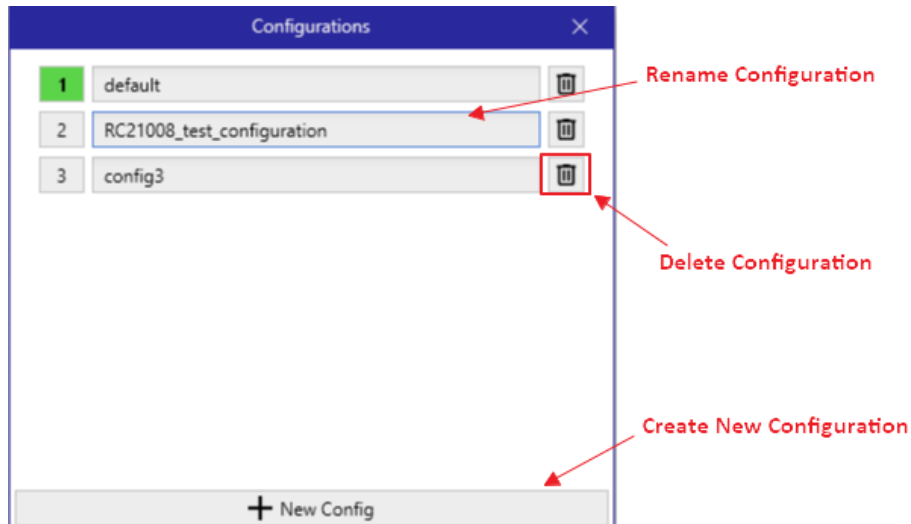 Configurations
1 default
Rename Configuration
2 RC21008_test_configuration
3 config3
Delete Configuration
Create New Configuration
New Config